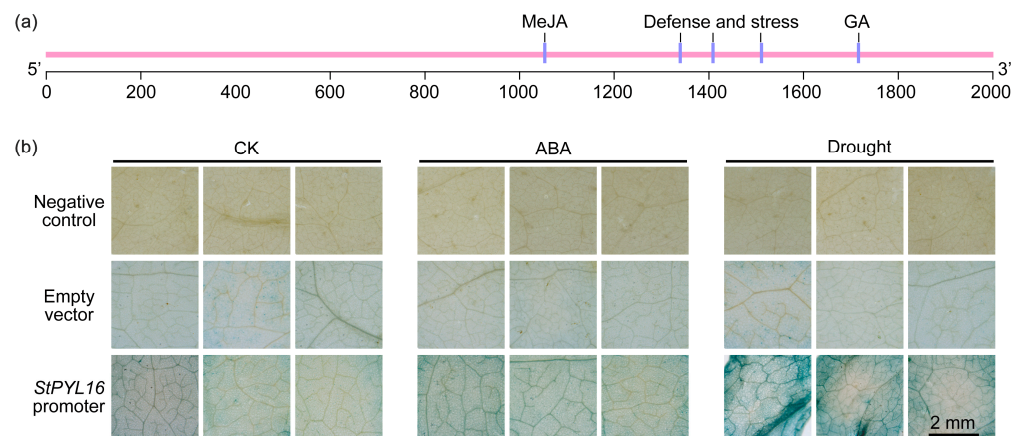 (a)
MeJA Defense and stress GA
5’ 3’
0 200 400 600 800 1000 1200 1400 1600 1800 2000
(b)
CK ABA Drought
Negative
control
Empty
vector
StPYL16
promoter
2 mm